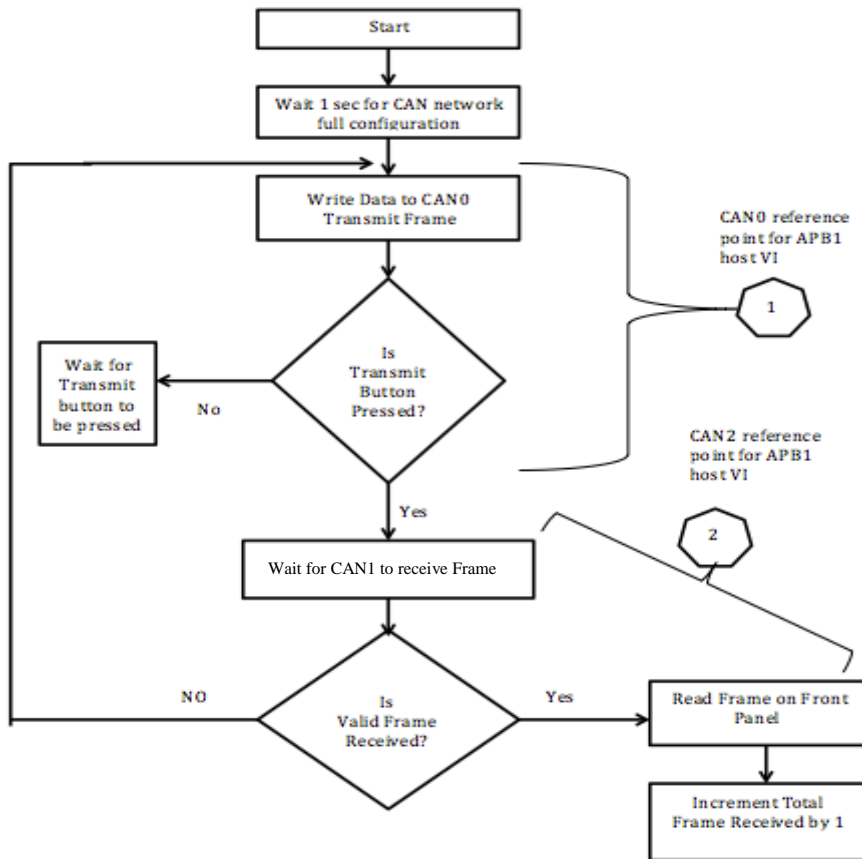 Start
Wait 1 sec for CAN network
full configuration
Write Data to CAN0
Transmit Frame
CAN0 reference
point for APB1
host VI
1
Is
Transmit
Button
Pressed?
Wait for
Transmit
button to
be pressed
No
CAN2 reference
point for APB1
host VI
2
Yes
Wait for CAN1 to receive Frame
NO
Is
Valid Frame
Received?
Yes
Read Frame on Front
Panel
Increment Total
Frame Received by 1